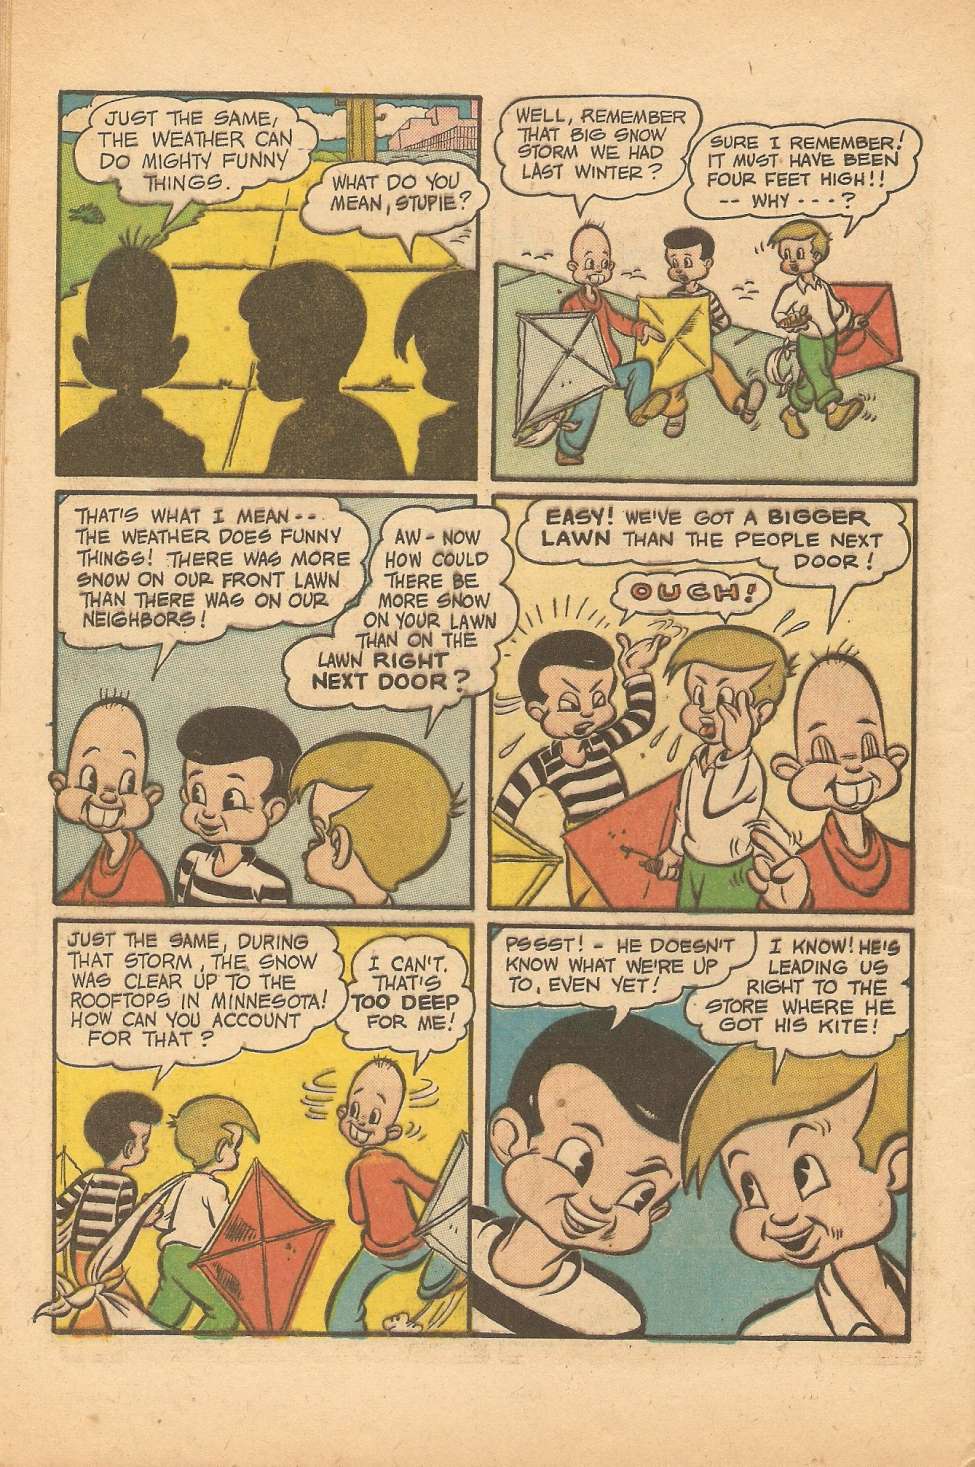 JUST THE SAME,
THE WEATHER CAN
DO MIGHTY FUNNY
THINGS.
WHAT DO YOU
MEAN, STUPIE?
WELL, REMEMBER
THAT BIG SNOW
STORM WE HAD
LAST WINTER?
SURE I REMEMBER!
IT MUST HAVE BEEN
FOUR FEET HIGH!!
-- WHY ---?
THAT'S WHAT I MEAN --
THE WEATHER DOES FUNNY
THINGS! THERE WAS MORE
SNOW ON OUR FRONT LAWN
THAN THERE WAS ON OUR
NEIGHBORS!
AW - NOW
HOW COULD
THERE BE
MORE SNOW
ON YOUR LAWN
THAN ON THE
LAWN RIGHT
NEXT DOOR?
EASY! WE'VE GOT A BIGGER
LAWN THAN THE PEOPLE NEXT
DOOR!
OUCH!
JUST THE SAME, DURING
THAT STORM, THE SNOW
WAS CLEAR UP TO THE
ROOFTOPS IN MINNESOTA!
HOW CAN YOU ACCOUNT
FOR THAT?
I CAN'T.
THAT'S
TOO DEEP
FOR ME!
PSSST! - HE DOESN'T
KNOW WHAT WE'RE UP
TO, EVEN YET!
I KNOW! HE'S
LEADING US
RIGHT TO THE
STORE WHERE HE
GOT HIS KITE!